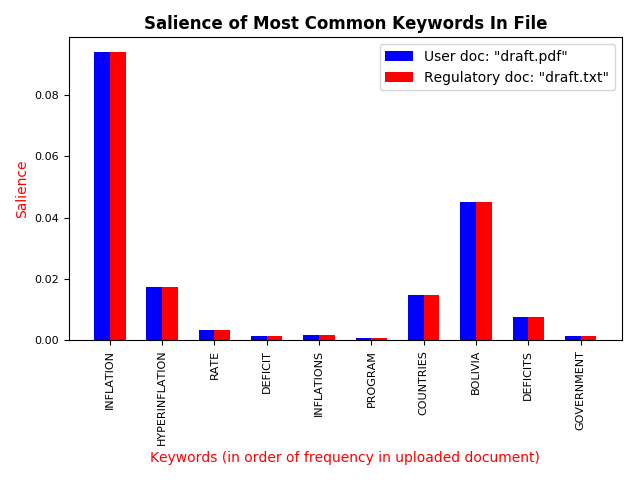 Salience of Most Common Keywords In File
User doc: "draft.pdf"
Regulatory doc: "draft.txt"
Salience
0.08
0.06
0.04
0.02
0.00
INFLATION
HYPERINFLATION
RATE
DEFICIT
INFLATIONS
PROGRAM
COUNTRIES
BOLIVIA
DEFICITS
GOVERNMENT
Keywords (in order of frequency in uploaded document)